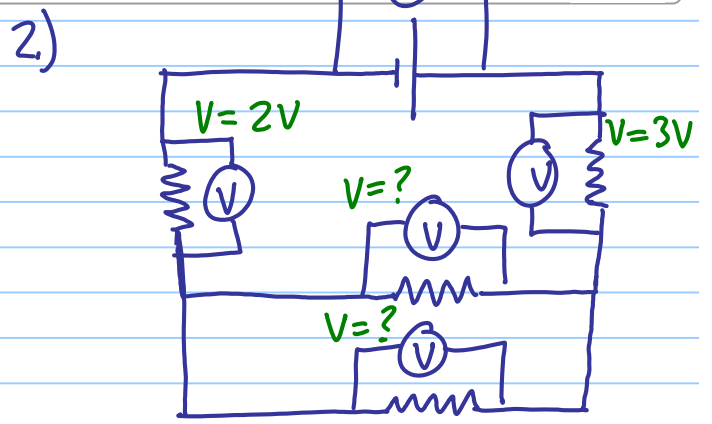 2.)
V = 2V
V = 3V
V
V
V = ?
V
V = ?
V